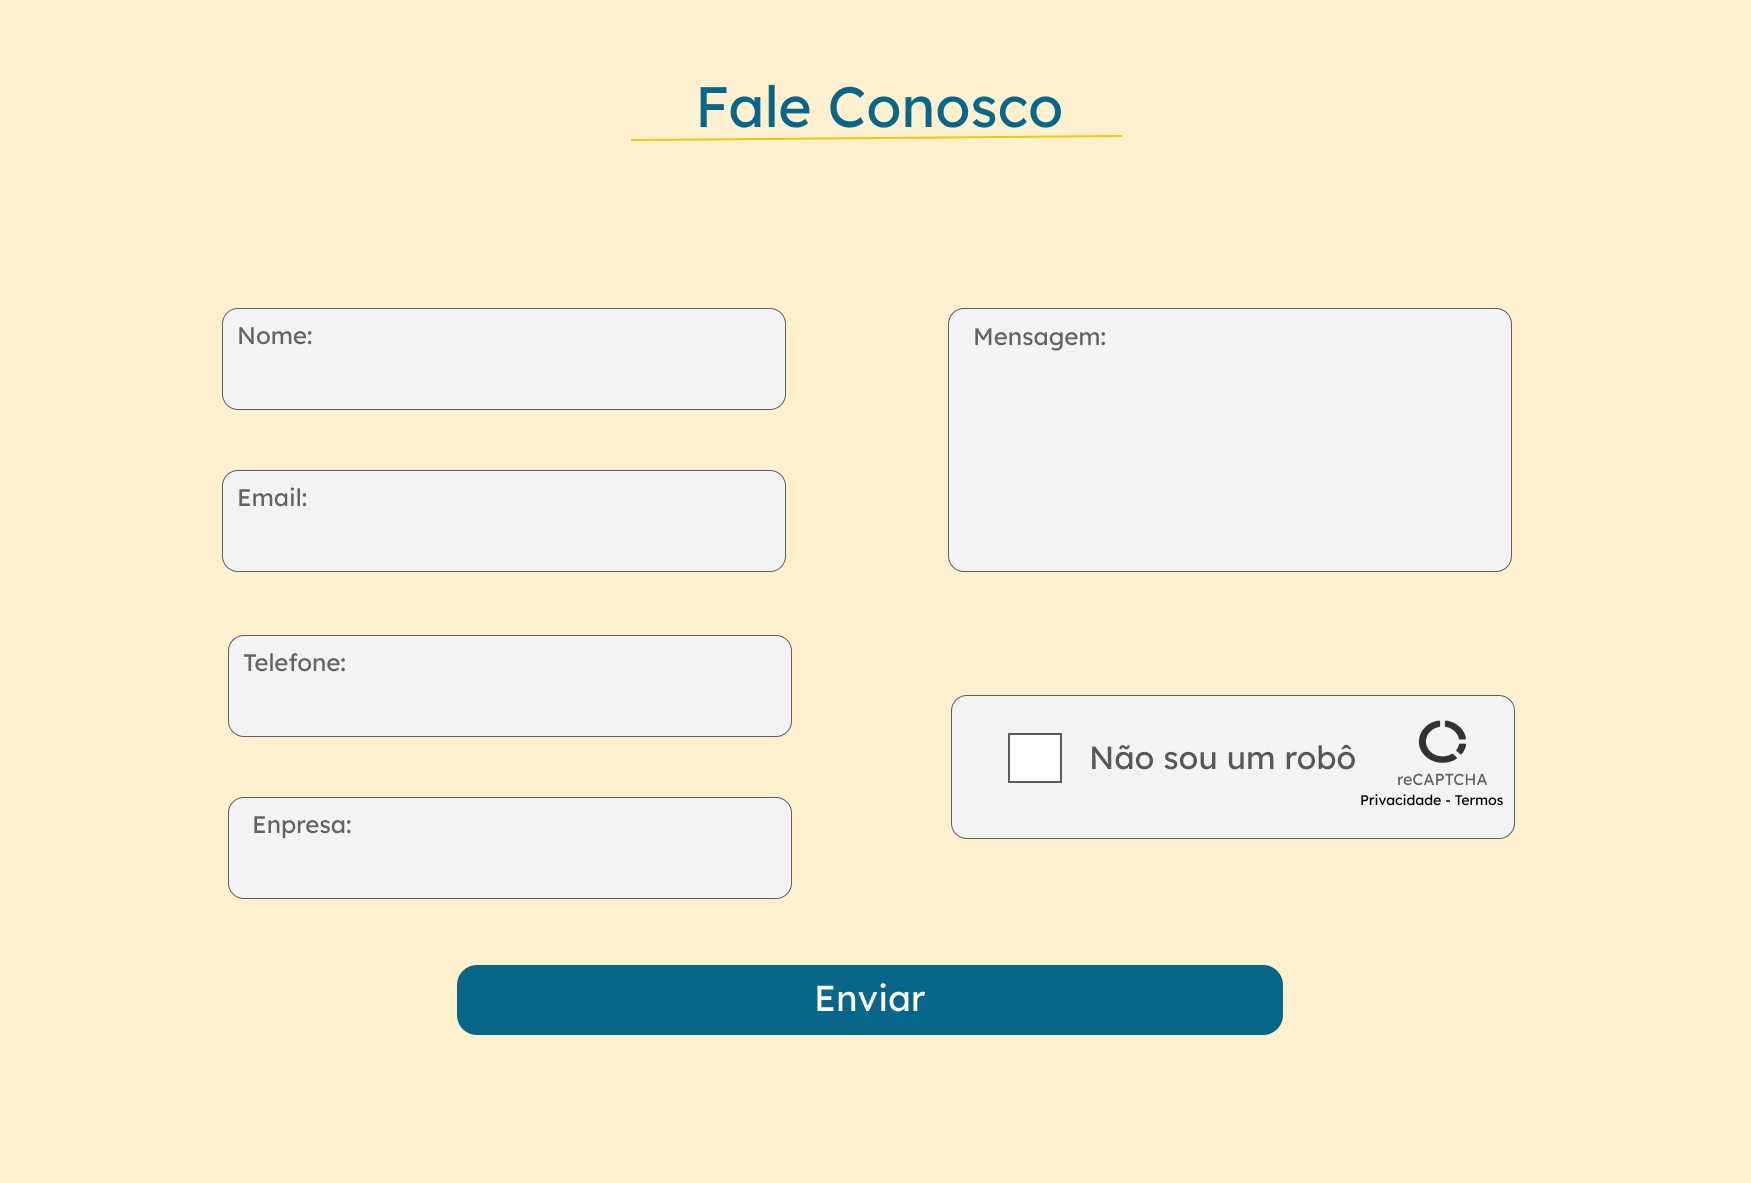 Fale Conosco
Nome:
Email:
Telefone:
Enpresa:
Mensagem:
Não sou um robô
reCAPTCHA
Privacidade - Termos
Enviar